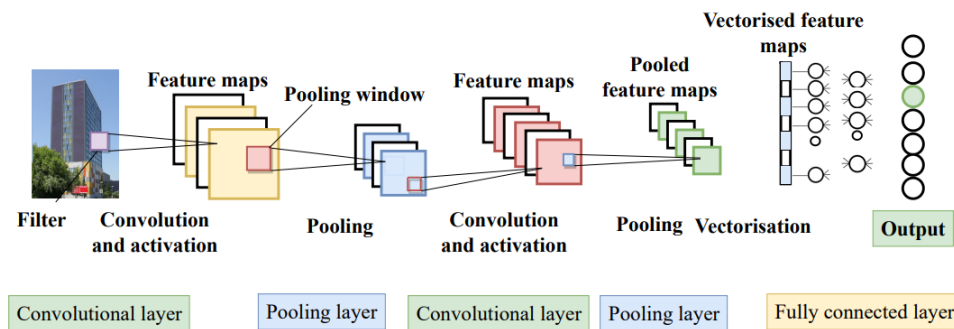 Vectorised feature
maps
Feature maps
Pooling window
Feature maps
Pooled
feature maps
Filter
Convolution
and activation
Pooling
Convolution
and activation
Pooling
Vectorisation
Output
Convolutional layer
Pooling layer
Convolutional layer
Pooling layer
Fully connected layer